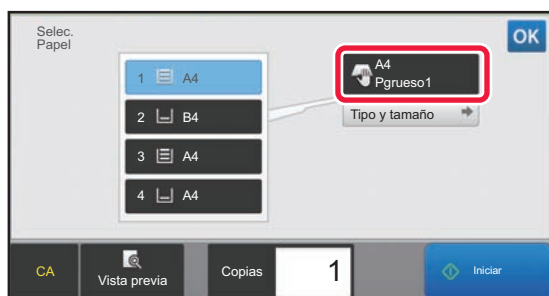 Selec.
Papel
OK
1 A4
2 B4
3 A4
4 A4
A4
Pgrueso1
Tipo y tamaño
CA
Vista previa
Copias
1
Iniciar